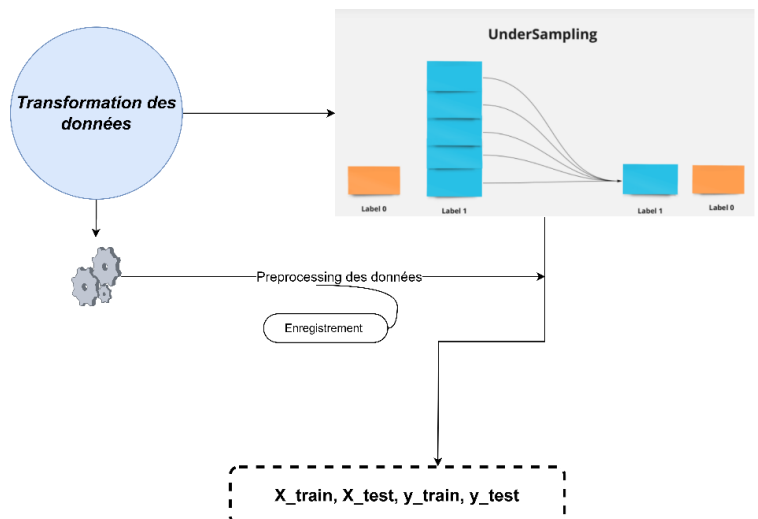 UnderSampling
Transformation des
données
Label 0
Label 1
Label 1
Label 0
Preprocessing des données
Enregistrement
X_train, X_test, y_train, y_test